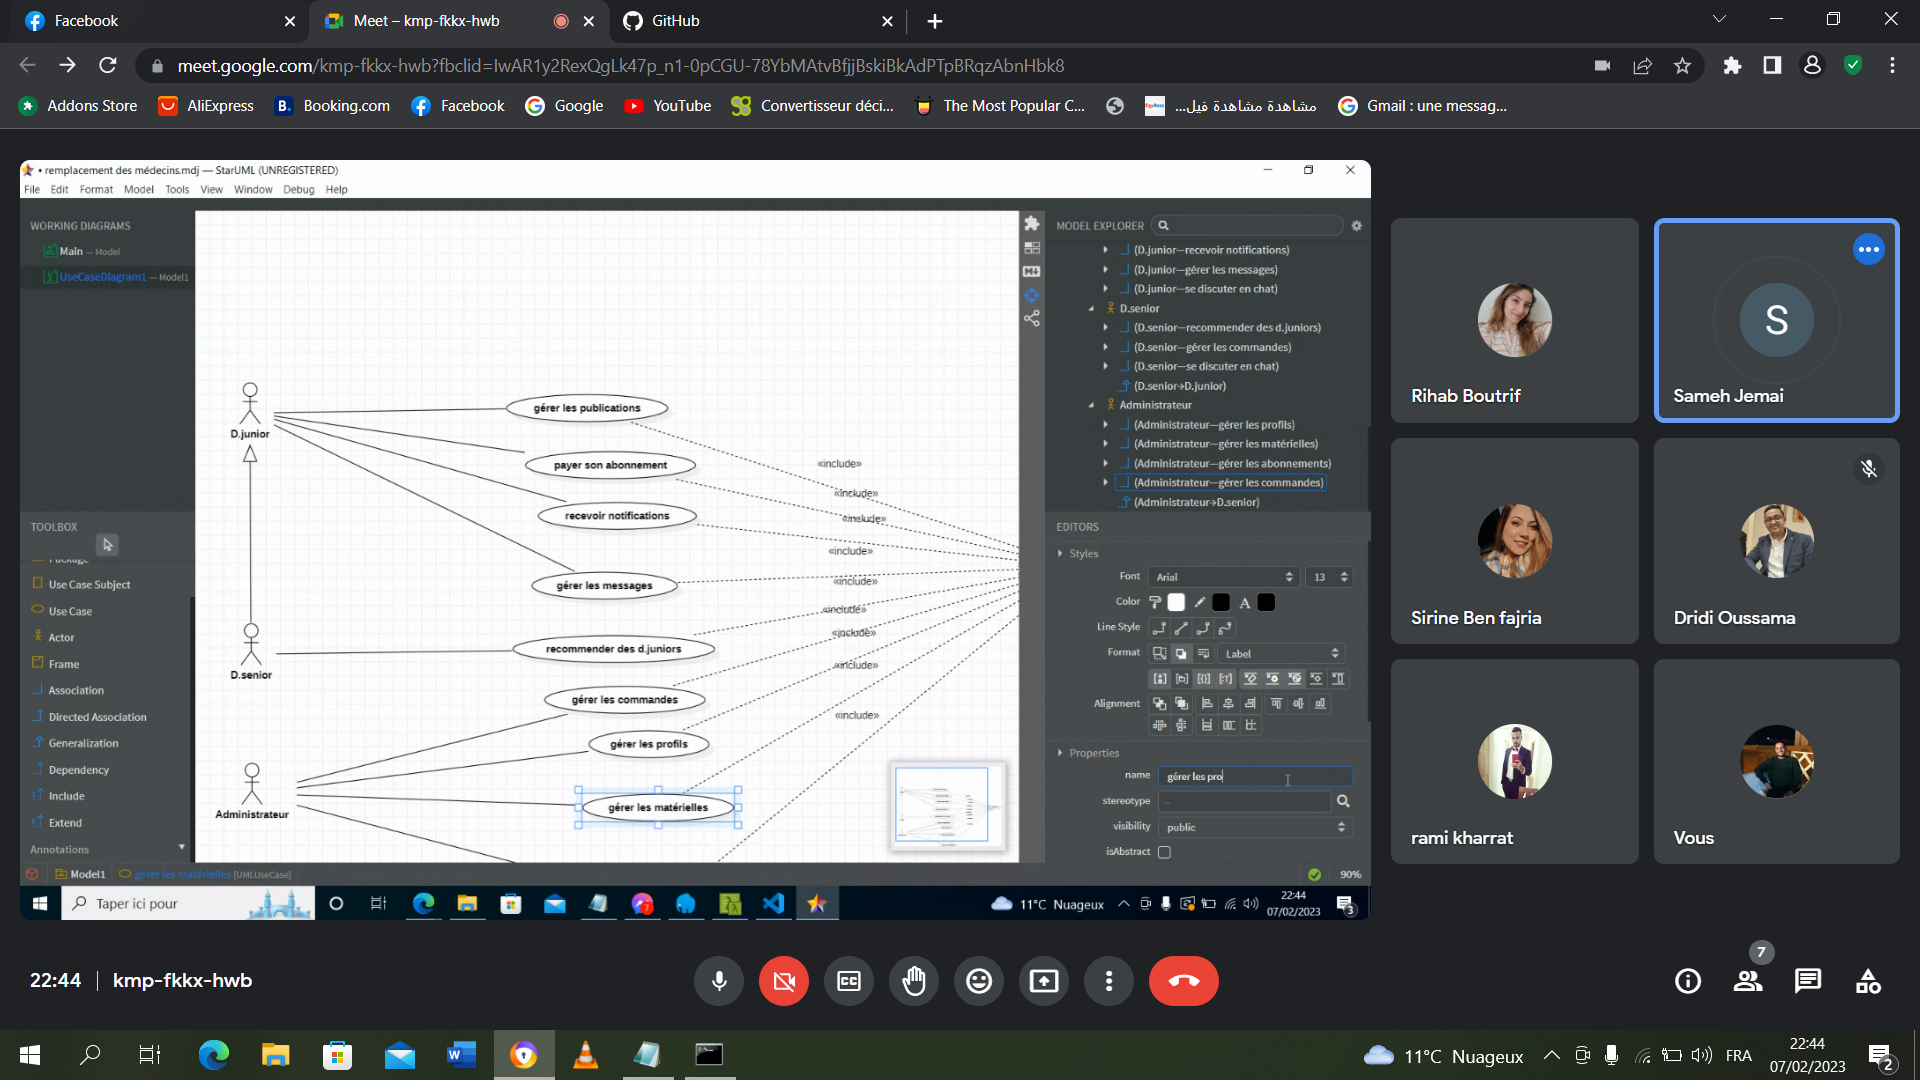 Facebook
Meet – kmp-fkkx-hwb
GitHub
meet.google.com/kmp-fkkx-hwb?fbclid=IwAR1y2RexQgLk47p_n1-0pCGU-78YbMAtvBfjjBskiBkAdPTpBRqzAbnHbk8
Addons Store
AliExpress
Booking.com
Facebook
Google
YouTube
Convertisseur déci...
The Most Popular C...
مشاهدة مشاهدة فيل...
Gmail : une messag...
• remplacement des médecins.mdj — StarUML (UNREGISTERED)
File Edit Format Model Tools View Window Debug Help
WORKING DIAGRAMS
Main — Model
UseCaseDiagram1 — Model1
TOOLBOX
Package
Use Case Subject
Use Case
Actor
Frame
Association
Directed Association
Generalization
Dependency
Include
Extend
Annotations
D.junior
D.senior
Administrateur
gérer les publications
payer son abonnement
recevoir notifications
gérer les messages
recommender des d.juniors
gérer les commandes
gérer les profils
gérer les matérielles
«include»
«include»
«include»
«include»
«include»
«include»
«include»
«include»
«include»
MODEL EXPLORER
(D.junior—recevoir notifications)
(D.junior—gérer les messages)
(D.junior—se discuter en chat)
D.senior
(D.senior—recommender des d.juniors)
(D.senior—gérer les commandes)
(D.senior—se discuter en chat)
(D.senior→D.junior)
Administrateur
(Administrateur—gérer les profils)
(Administrateur—gérer les matérielles)
(Administrateur—gérer les abonnements)
(Administrateur—gérer les commandes)
(Administrateur→D.senior)
EDITORS
Styles
Font Arial 13
Color A
Line Style
Format Label
Alignment
Properties
name gérer les pro
stereotype ...
visibility public
isAbstract
Model1 gérer les matérielles [UMLUseCase]
90%
Taper ici pour
7
11°C Nuageux
22:44
07/02/2023
3
Rihab Boutrif
S
Sameh Jemai
Sirine Ben fajria
Dridi Oussama
rami kharrat
Vous
22:44 | kmp-fkkx-hwb
CC
7
11°C Nuageux
FRA
22:44
07/02/2023
2